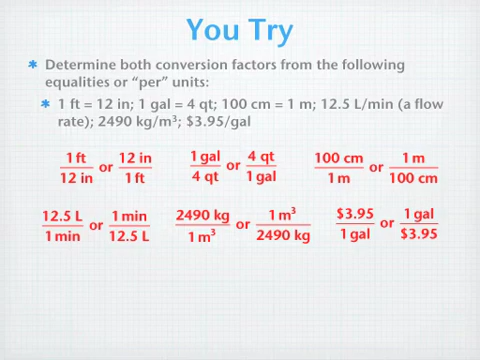 You Try
* Determine both conversion factors from the following
equalities or “per” units:
* 1 ft = 12 in; 1 gal = 4 qt; 100 cm = 1 m; 12.5 L/min (a flow
rate); 2490 kg/m³; $3.95/gal
1 ft/12 in or 12 in/1 ft 1 gal/4 qt or 4 qt/1 gal 100 cm/1 m or 1 m/100 cm
12.5 L/1 min or 1 min/12.5 L 2490 kg/1 m³ or 1 m³/2490 kg $3.95/1 gal or 1 gal/$3.95